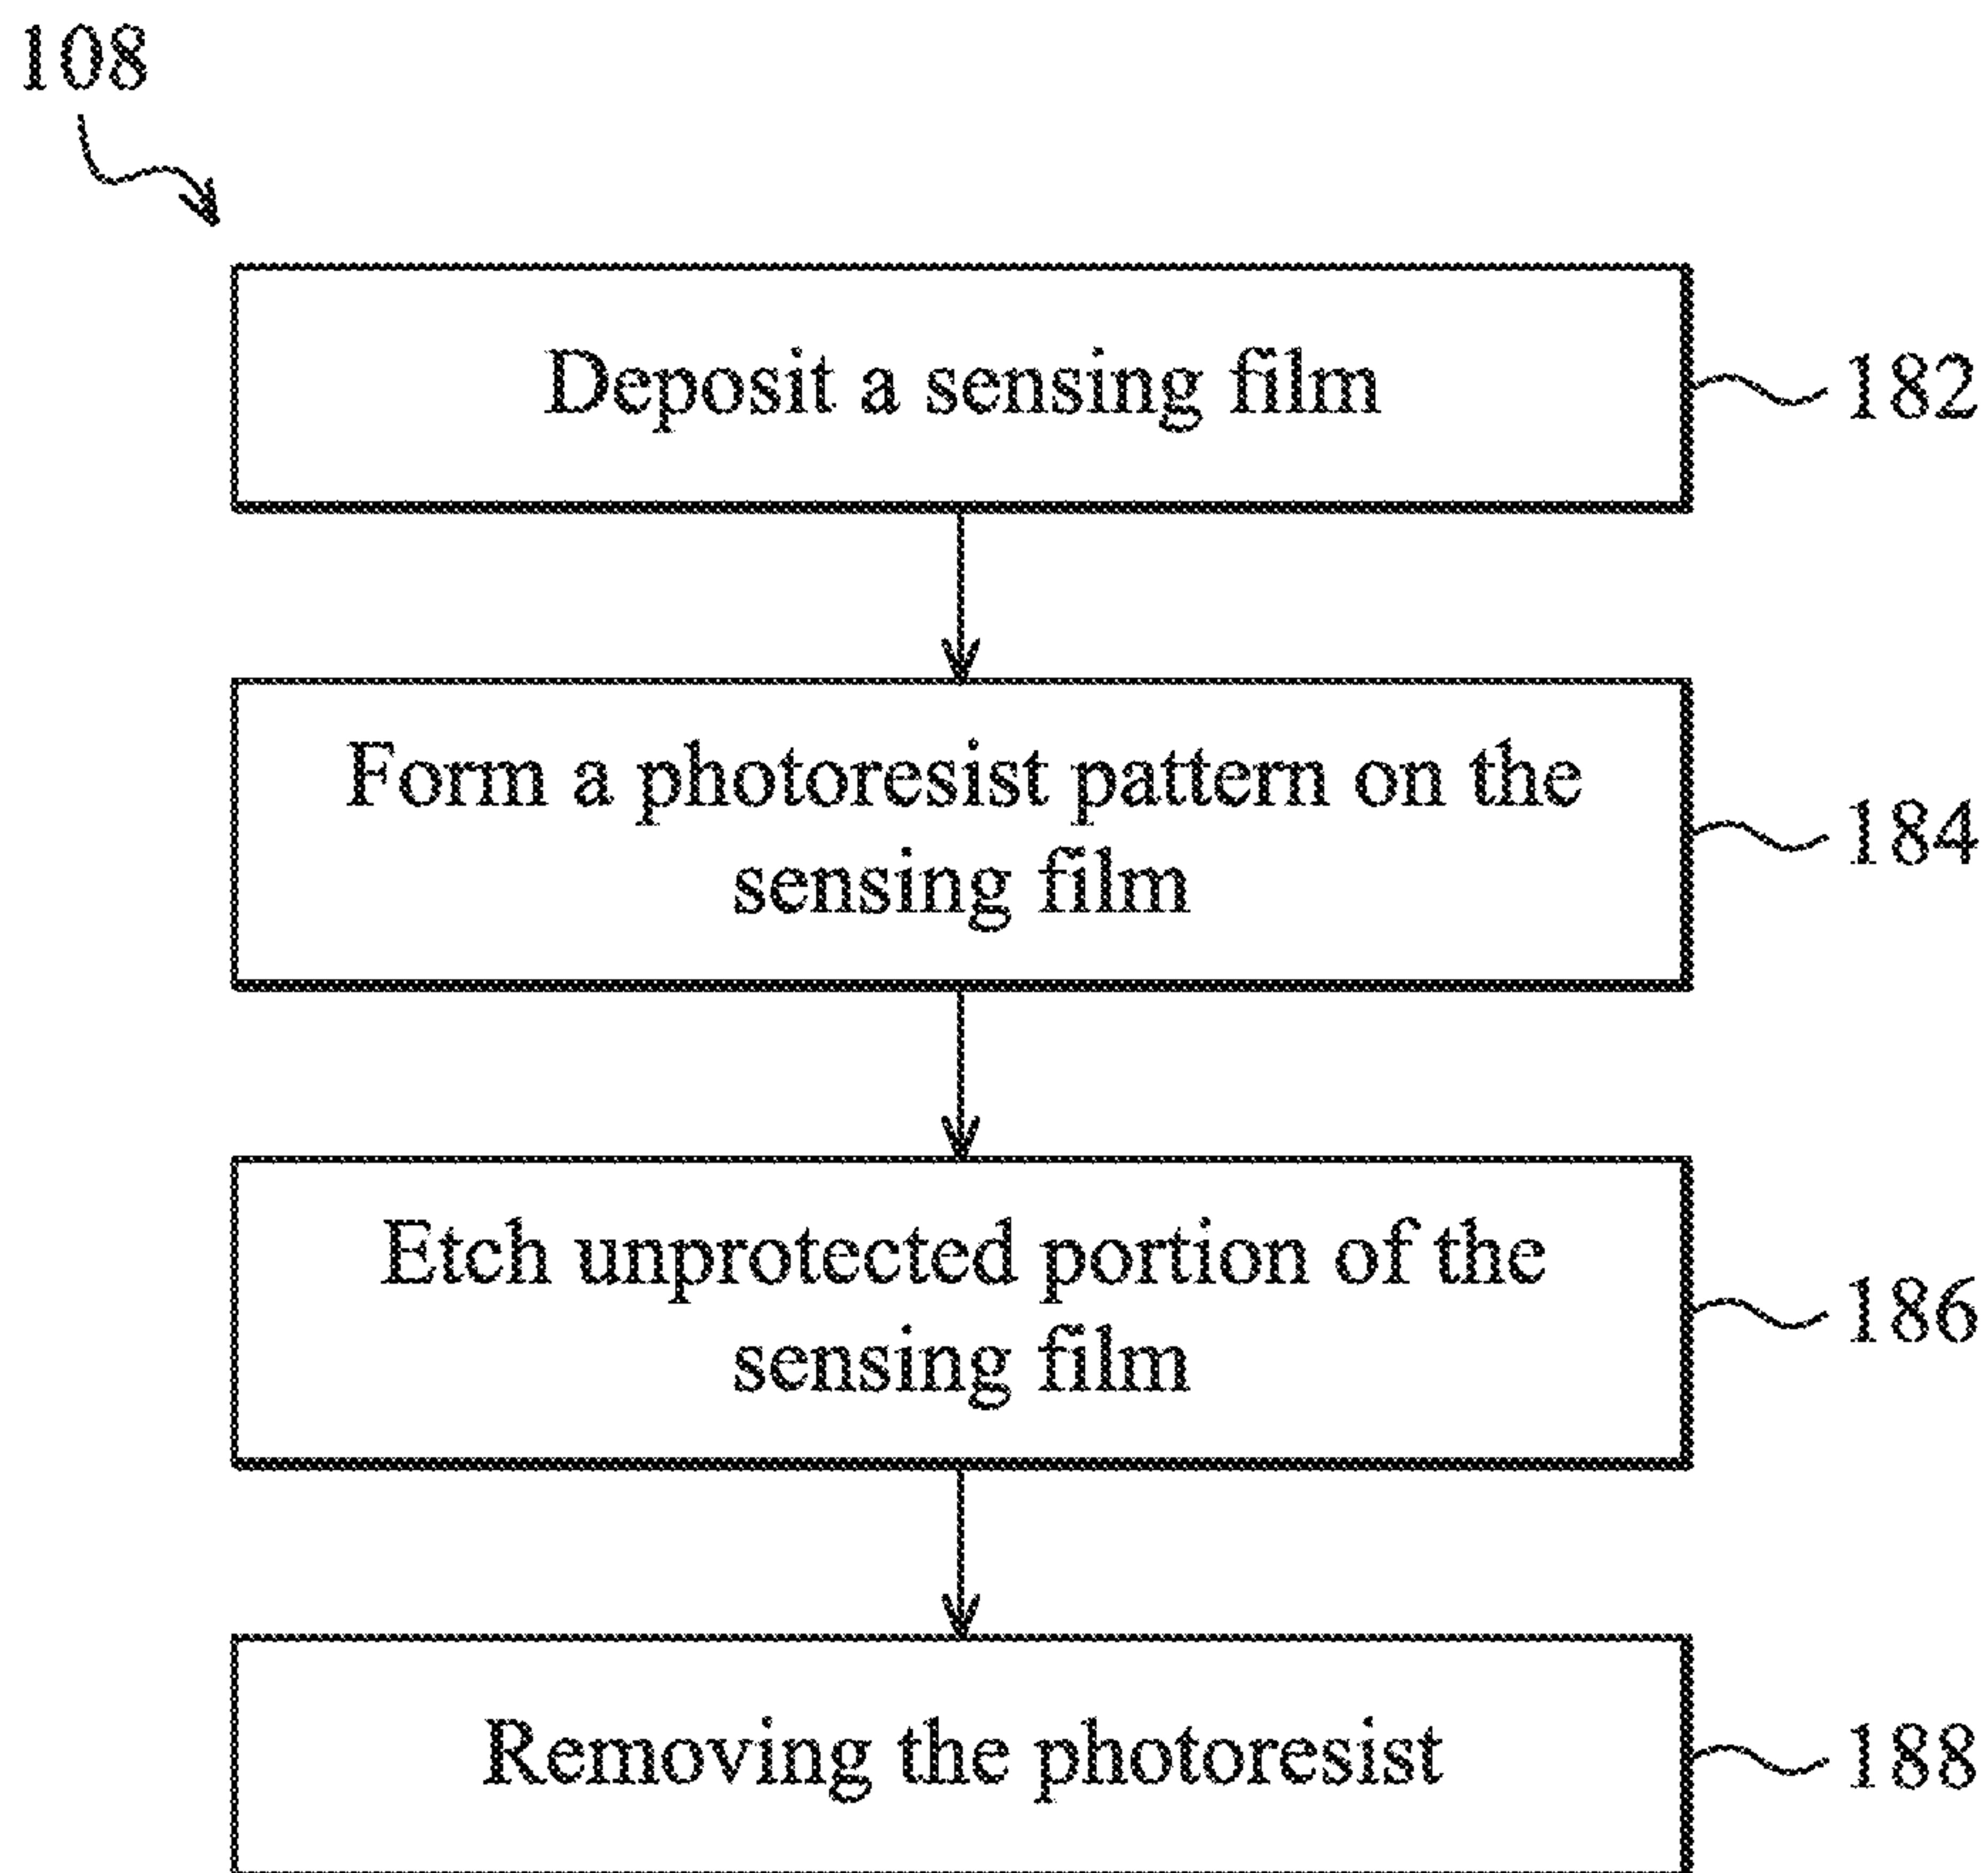 108
Deposit a sensing film
182
Form a photoresist pattern on the
sensing film
184
Etch unprotected portion of the
sensing film
186
Removing the photoresist
188